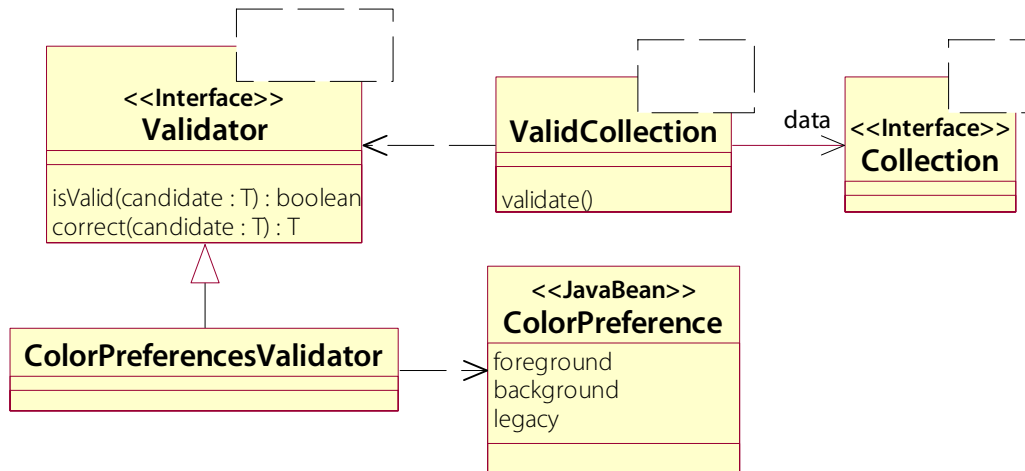 <<Interface>>
Validator
isValid(candidate : T) : boolean
correct(candidate : T) : T
ValidCollection
validate()
data
<<Interface>>
Collection
ColorPreferencesValidator
<<JavaBean>>
ColorPreference
foreground
background
legacy